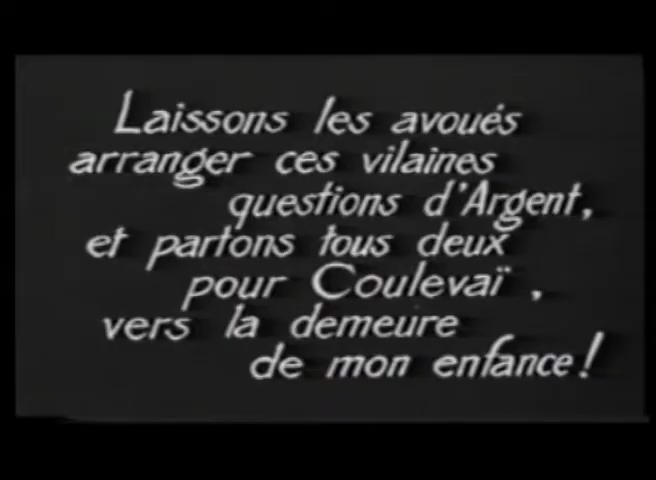 Laissons les avoués
arranger ces vilaines
questions d'Argent,
et partons tous deux
pour Coulevaï,
vers la demeure
de mon enfance!